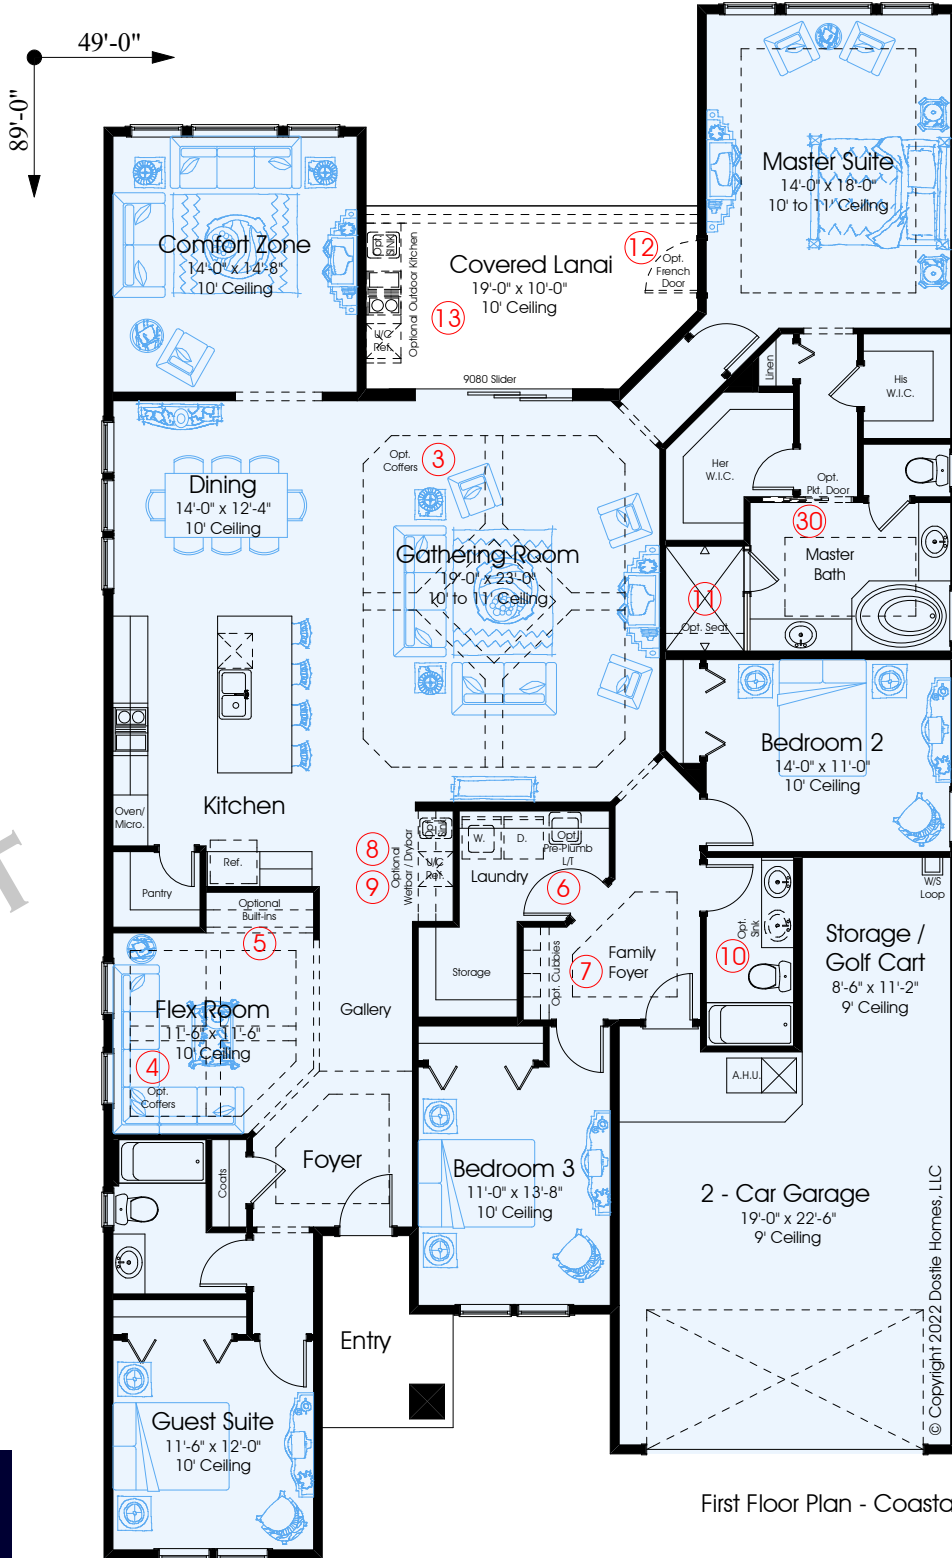 49'-0"
89'-0"
Master Suite
14'-0" x 18'-0"
10' to 11' Ceiling
Comfort Zone
14'-0" x 14'-8"
10' Ceiling
Opt.
SINK
Optional Outdoor Kitchen
U/C
Ref.
13
Covered Lanai
19'-0" x 10'-0"
10' Ceiling
12
Opt.
French
Door
9080 Slider
Linen
His
W.I.C.
Her
W.I.C.
Opt.
Pkt. Door
30
Master
Bath
11
Opt. Seat
Opt.
Coffers
3
Dining
14'-0" x 12'-4"
10' Ceiling
Gathering Room
19'-0" x 23'-0"
10' to 11' Ceiling
Bedroom 2
14'-0" x 11'-0"
10' Ceiling
Kitchen
Oven/
Micro.
Ref.
Pantry
8
9
Optional
Wetbar / Drybar
Opt.
Sink
U/C
Ref.
W.
D.
Opt.
Pre-Plumb
L/T
Laundry
6
Storage
Optional
Built-ins
5
Flex Room
11'-6" x 11'-6"
10' Ceiling
4
Opt.
Coffers
Gallery
Opt. Cubbies
7
Family
Foyer
Opt.
Sink
10
W/S
Loop
Storage /
Golf Cart
8'-6" x 11'-2"
9' Ceiling
A.H.U.
Coats
Foyer
Bedroom 3
11'-0" x 13'-8"
10' Ceiling
2 - Car Garage
19'-0" x 22'-6"
9' Ceiling
Entry
Guest Suite
11'-6" x 12'-0"
10' Ceiling
© Copyright 2022 Dostie Homes, LLC
First Floor Plan - Coasta
T